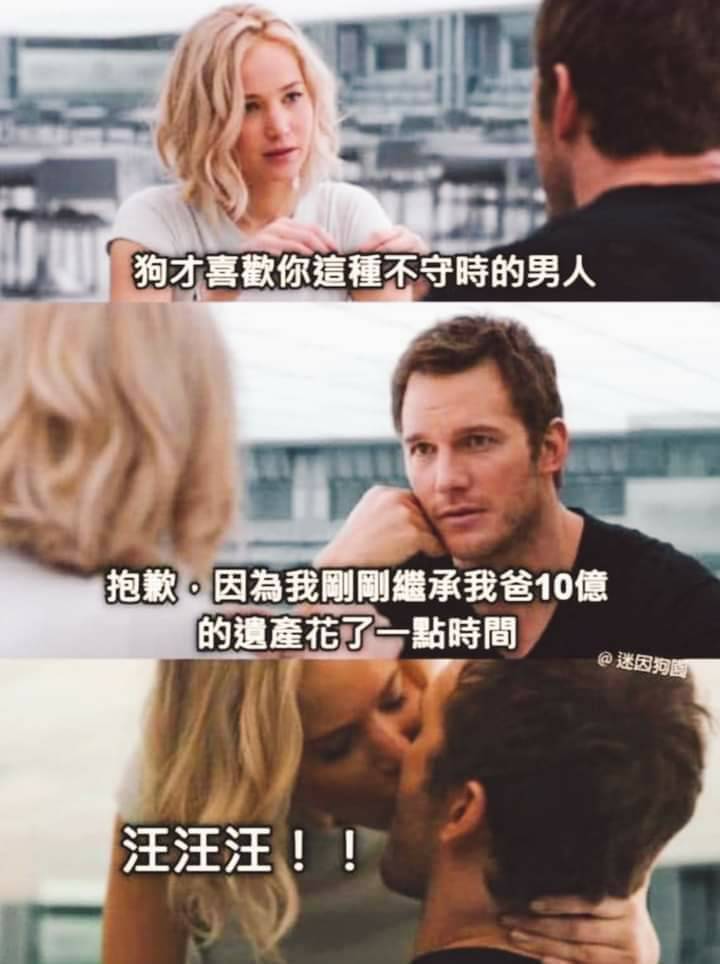 狗才喜歡你這種不守時的男人
抱歉，因為我剛剛繼承我爸10億
的遺產花了一點時間
@迷因狗圖
汪汪汪！！